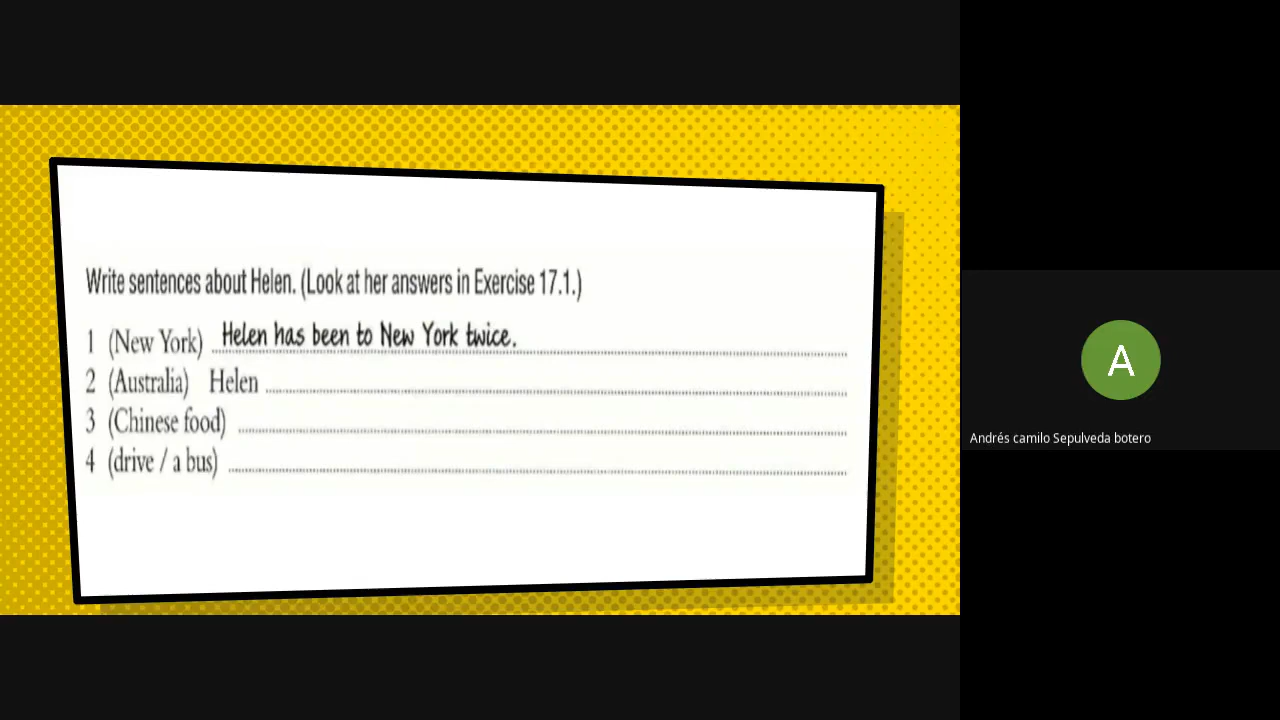 Write sentences about Helen. (Look at her answers in Exercise 17.1.)
1 (New York) Helen has been to New York twice.
2 (Australia) Helen
3 (Chinese food)
4 (drive / a bus)
A
Andrés camilo Sepulveda botero